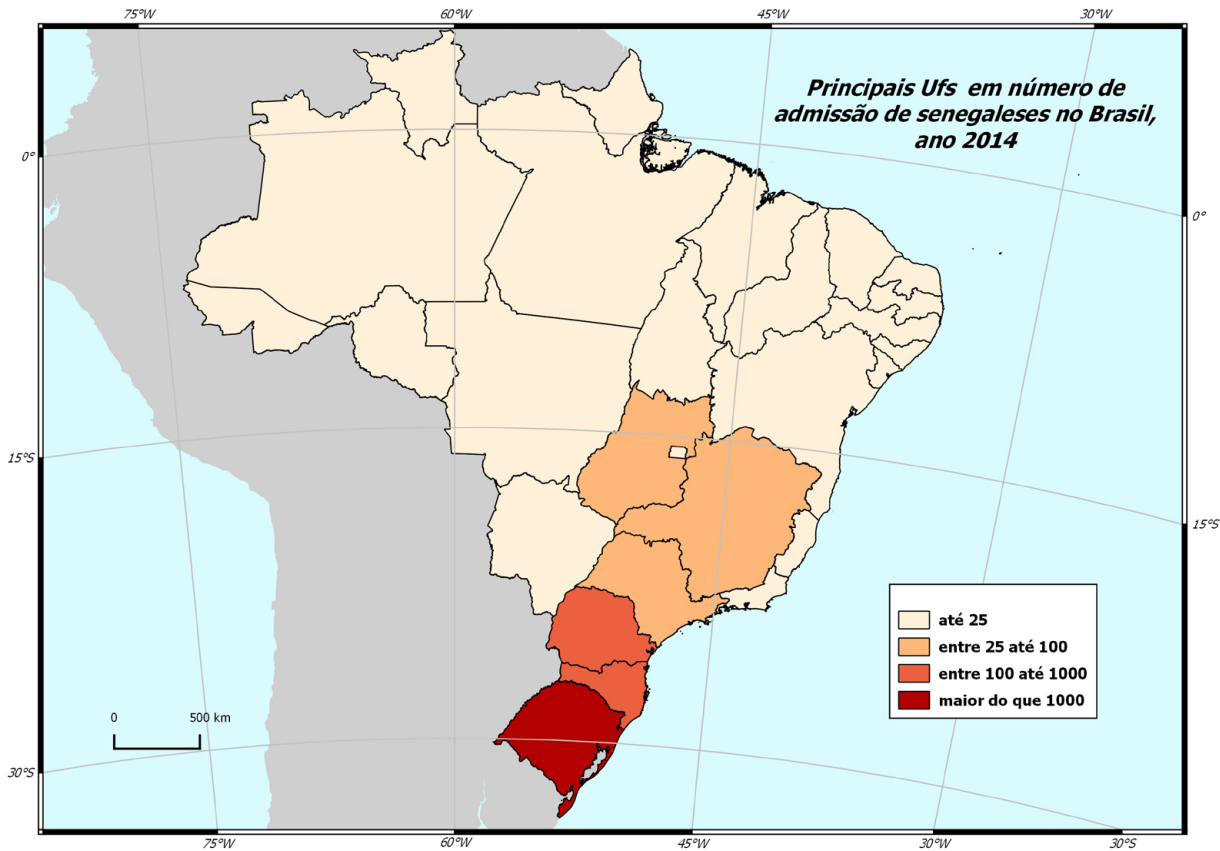 75°W 60°W 45°W 30°W
Principais Ufs em número de
admissão de senegaleses no Brasil,
ano 2014
0°
0°
15°S
15°S
até 25
entre 25 até 100
entre 100 até 1000
maior do que 1000
0 500 km
30°S
75°W 60°W 45°W 30°W 30°S